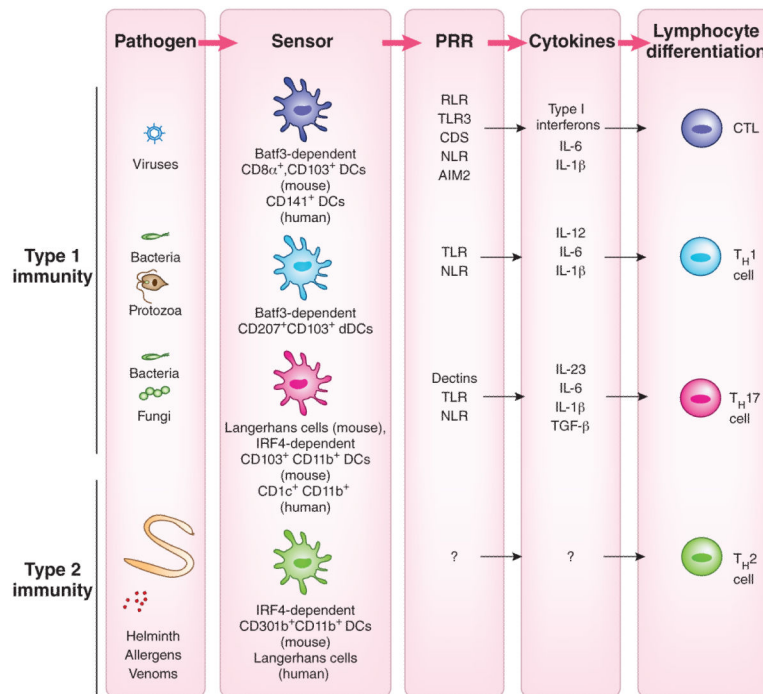 Pathogen
Sensor
PRR
Cytokines
Lymphocyte
differentiation
Type 1
immunity
Viruses
Batf3-dependent
CD8α⁺,CD103⁺ DCs
(mouse)
CD141⁺ DCs
(human)
RLR
TLR3
CDS
NLR
AIM2
Type I
interferons
IL-6
IL-1β
CTL
Bacteria
Protozoa
Batf3-dependent
CD207⁺CD103⁺ dDCs
TLR
NLR
IL-12
IL-6
IL-1β
T_H1
cell
Bacteria
Fungi
Langerhans cells (mouse),
IRF4-dependent
CD103⁺ CD11b⁺ DCs
(mouse)
CD1c⁺ CD11b⁺
(human)
Dectins
TLR
NLR
IL-23
IL-6
IL-1β
TGF-β
T_H17
cell
Type 2
immunity
Helminth
Allergens
Venoms
IRF4-dependent
CD301b⁺CD11b⁺ DCs
(mouse)
Langerhans cells
(human)
?
?
T_H2
cell